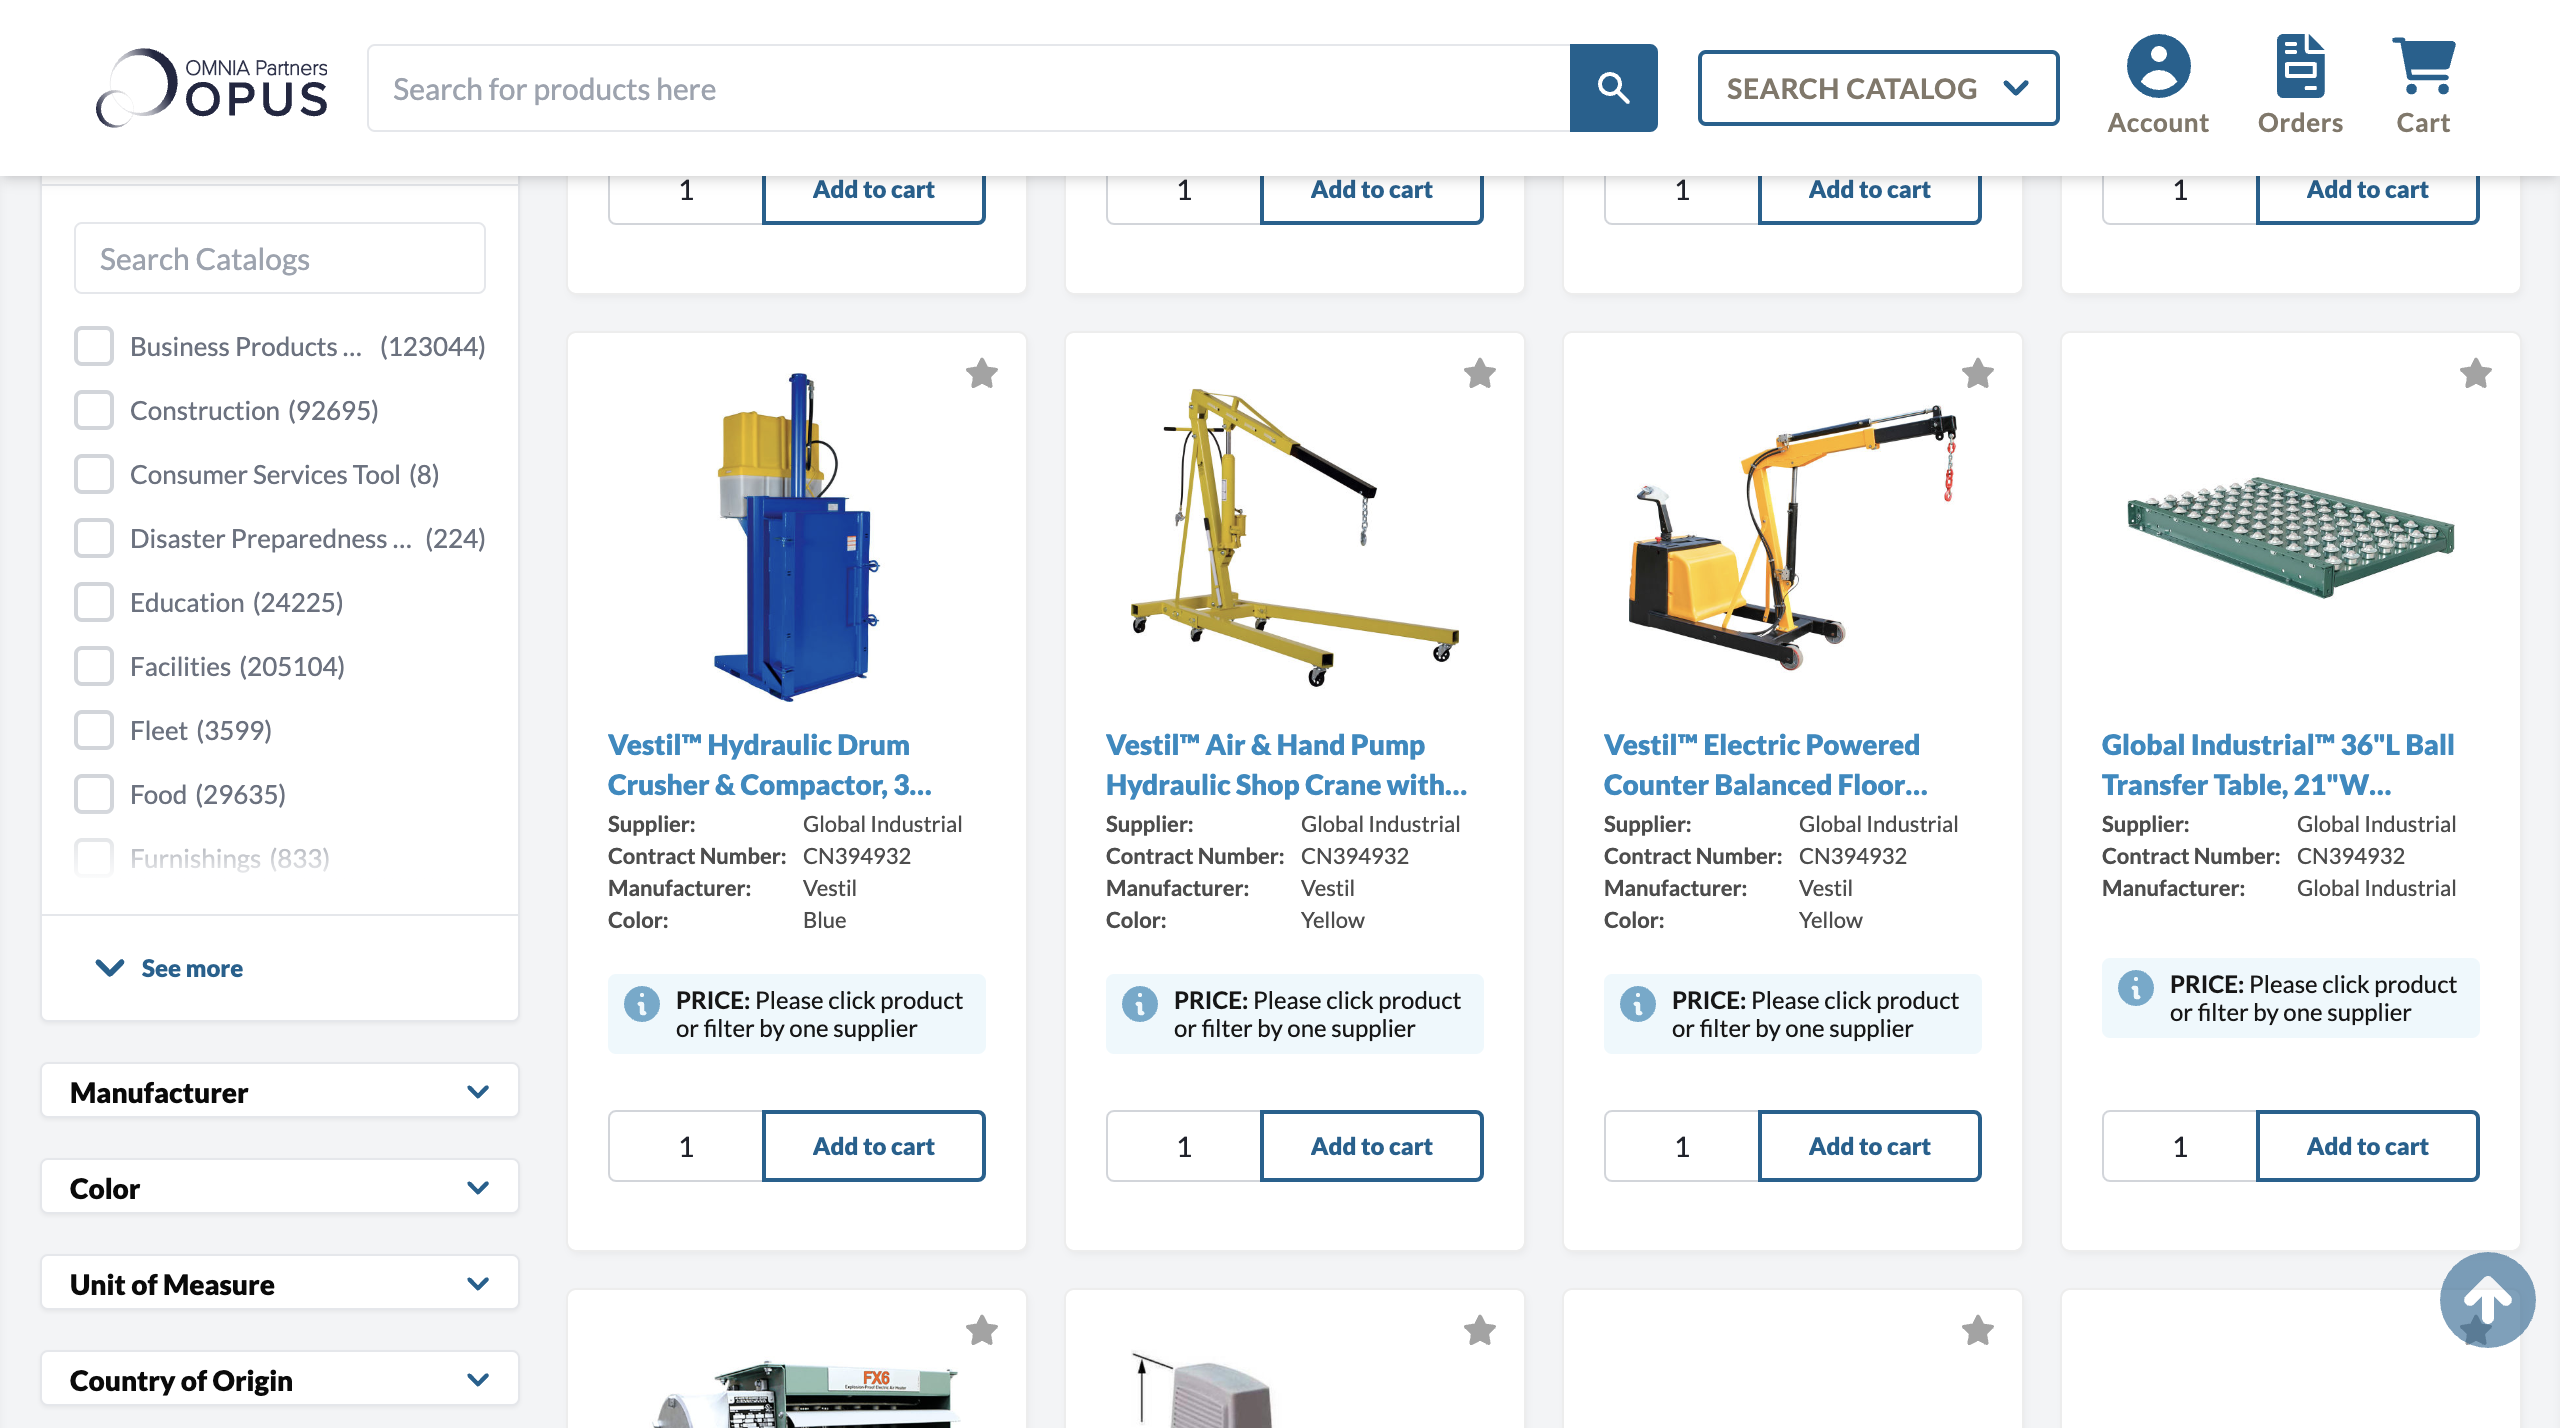 OMNIA Partners
OPUS
Search for products here
SEARCH CATALOG
Account
Orders
Cart
1 Add to cart
1 Add to cart
1 Add to cart
1 Add to cart
Search Catalogs
Business Products ... (123044)
Construction (92695)
Consumer Services Tool (8)
Disaster Preparedness ... (224)
Education (24225)
Facilities (205104)
Fleet (3599)
Food (29635)
Furnishings (833)
See more
Manufacturer
Color
Unit of Measure
Country of Origin
Vestil™ Hydraulic Drum
Crusher & Compactor, 3...
Supplier: Global Industrial
Contract Number: CN394932
Manufacturer: Vestil
Color: Blue
PRICE: Please click product
or filter by one supplier
1 Add to cart
Vestil™ Air & Hand Pump
Hydraulic Shop Crane with...
Supplier: Global Industrial
Contract Number: CN394932
Manufacturer: Vestil
Color: Yellow
PRICE: Please click product
or filter by one supplier
1 Add to cart
Vestil™ Electric Powered
Counter Balanced Floor...
Supplier: Global Industrial
Contract Number: CN394932
Manufacturer: Vestil
Color: Yellow
PRICE: Please click product
or filter by one supplier
1 Add to cart
Global Industrial™ 36"L Ball
Transfer Table, 21"W...
Supplier: Global Industrial
Contract Number: CN394932
Manufacturer: Global Industrial
PRICE: Please click product
or filter by one supplier
1 Add to cart
FX6
Explosion-Proof Electric Air Heater